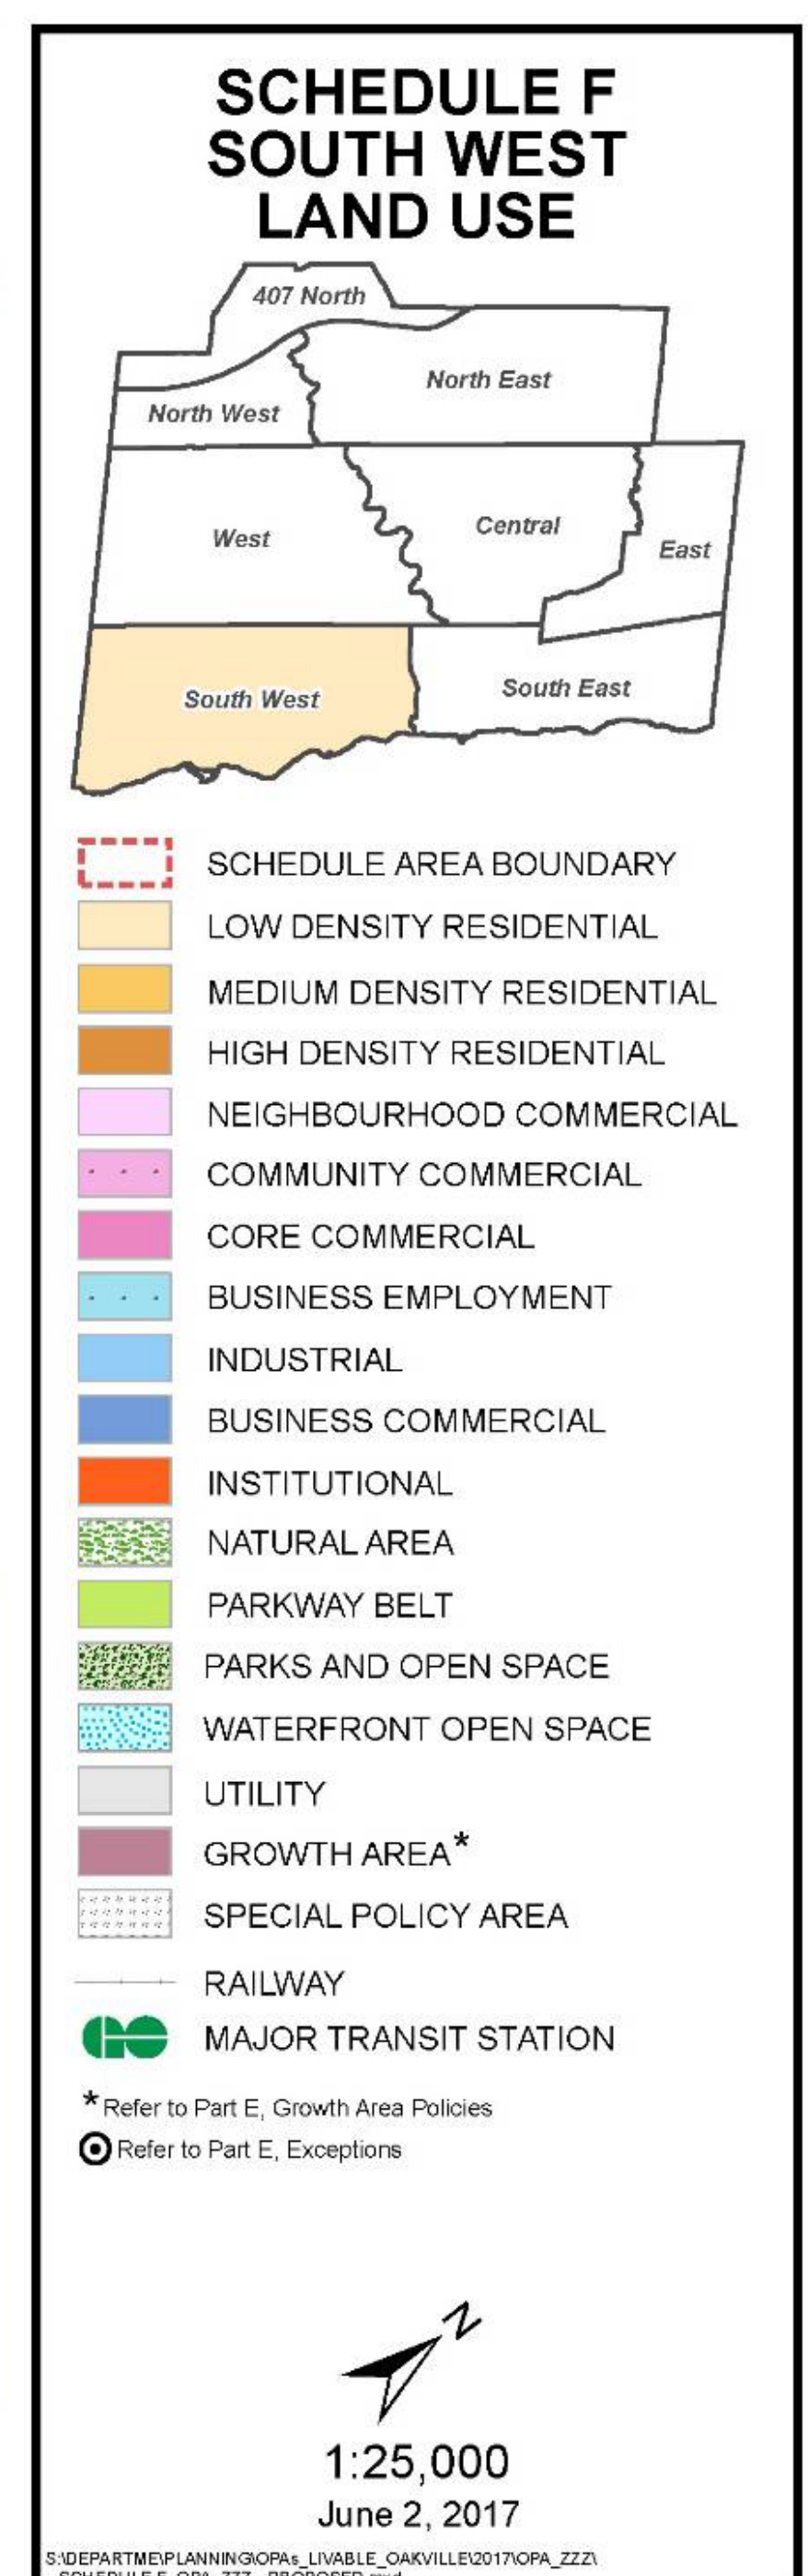 SCHEDULE F
SOUTH WEST
LAND USE
407 North
North East
North West
Central
West
East
South East
South West
SCHEDULE AREA BOUNDARY
LOW DENSITY RESIDENTIAL
MEDIUM DENSITY RESIDENTIAL
HIGH DENSITY RESIDENTIAL
NEIGHBOURHOOD COMMERCIAL
COMMUNITY COMMERCIAL
CORE COMMERCIAL
BUSINESS EMPLOYMENT
INDUSTRIAL
BUSINESS COMMERCIAL
INSTITUTIONAL
NATURAL AREA
PARKWAY BELT
PARKS AND OPEN SPACE
WATERFRONT OPEN SPACE
UTILITY
GROWTH AREA*
SPECIAL POLICY AREA
RAILWAY
GO MAJOR TRANSIT STATION
* Refer to Part E, Growth Area Policies
Refer to Part E, Exceptions
N
1:25,000
June 2, 2017
S:\DEPARTME\PLANNING\OPAs_LIVABLE_OAKVILLE\2017\OPA_ZZZ\